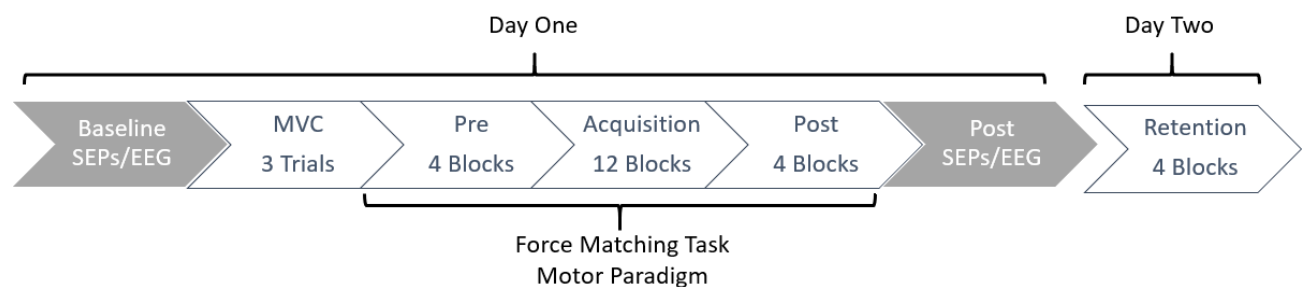 Day One
Day Two
Baseline
SEPs/EEG
MVC
3 Trials
Pre
4 Blocks
Acquisition
12 Blocks
Post
4 Blocks
Post
SEPs/EEG
Retention
4 Blocks
Force Matching Task
Motor Paradigm